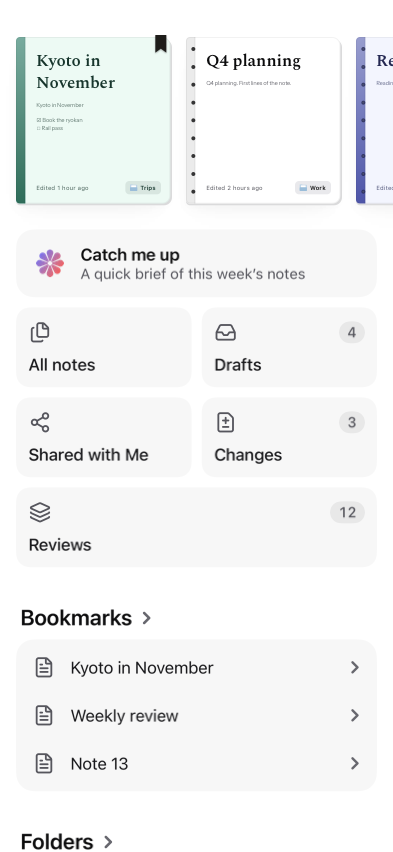 Kyoto in
November
Kyoto in November
Book the ryokan
Rail pass
Edited 1 hour ago
Trips
Q4 planning
Q4 planning. First lines of the note.
Edited 2 hours ago
Work
Catch me up
A quick brief of this week's notes
All notes
Drafts
4
Shared with Me
Changes
3
Reviews
12
Bookmarks
Kyoto in November
Weekly review
Note 13
Folders